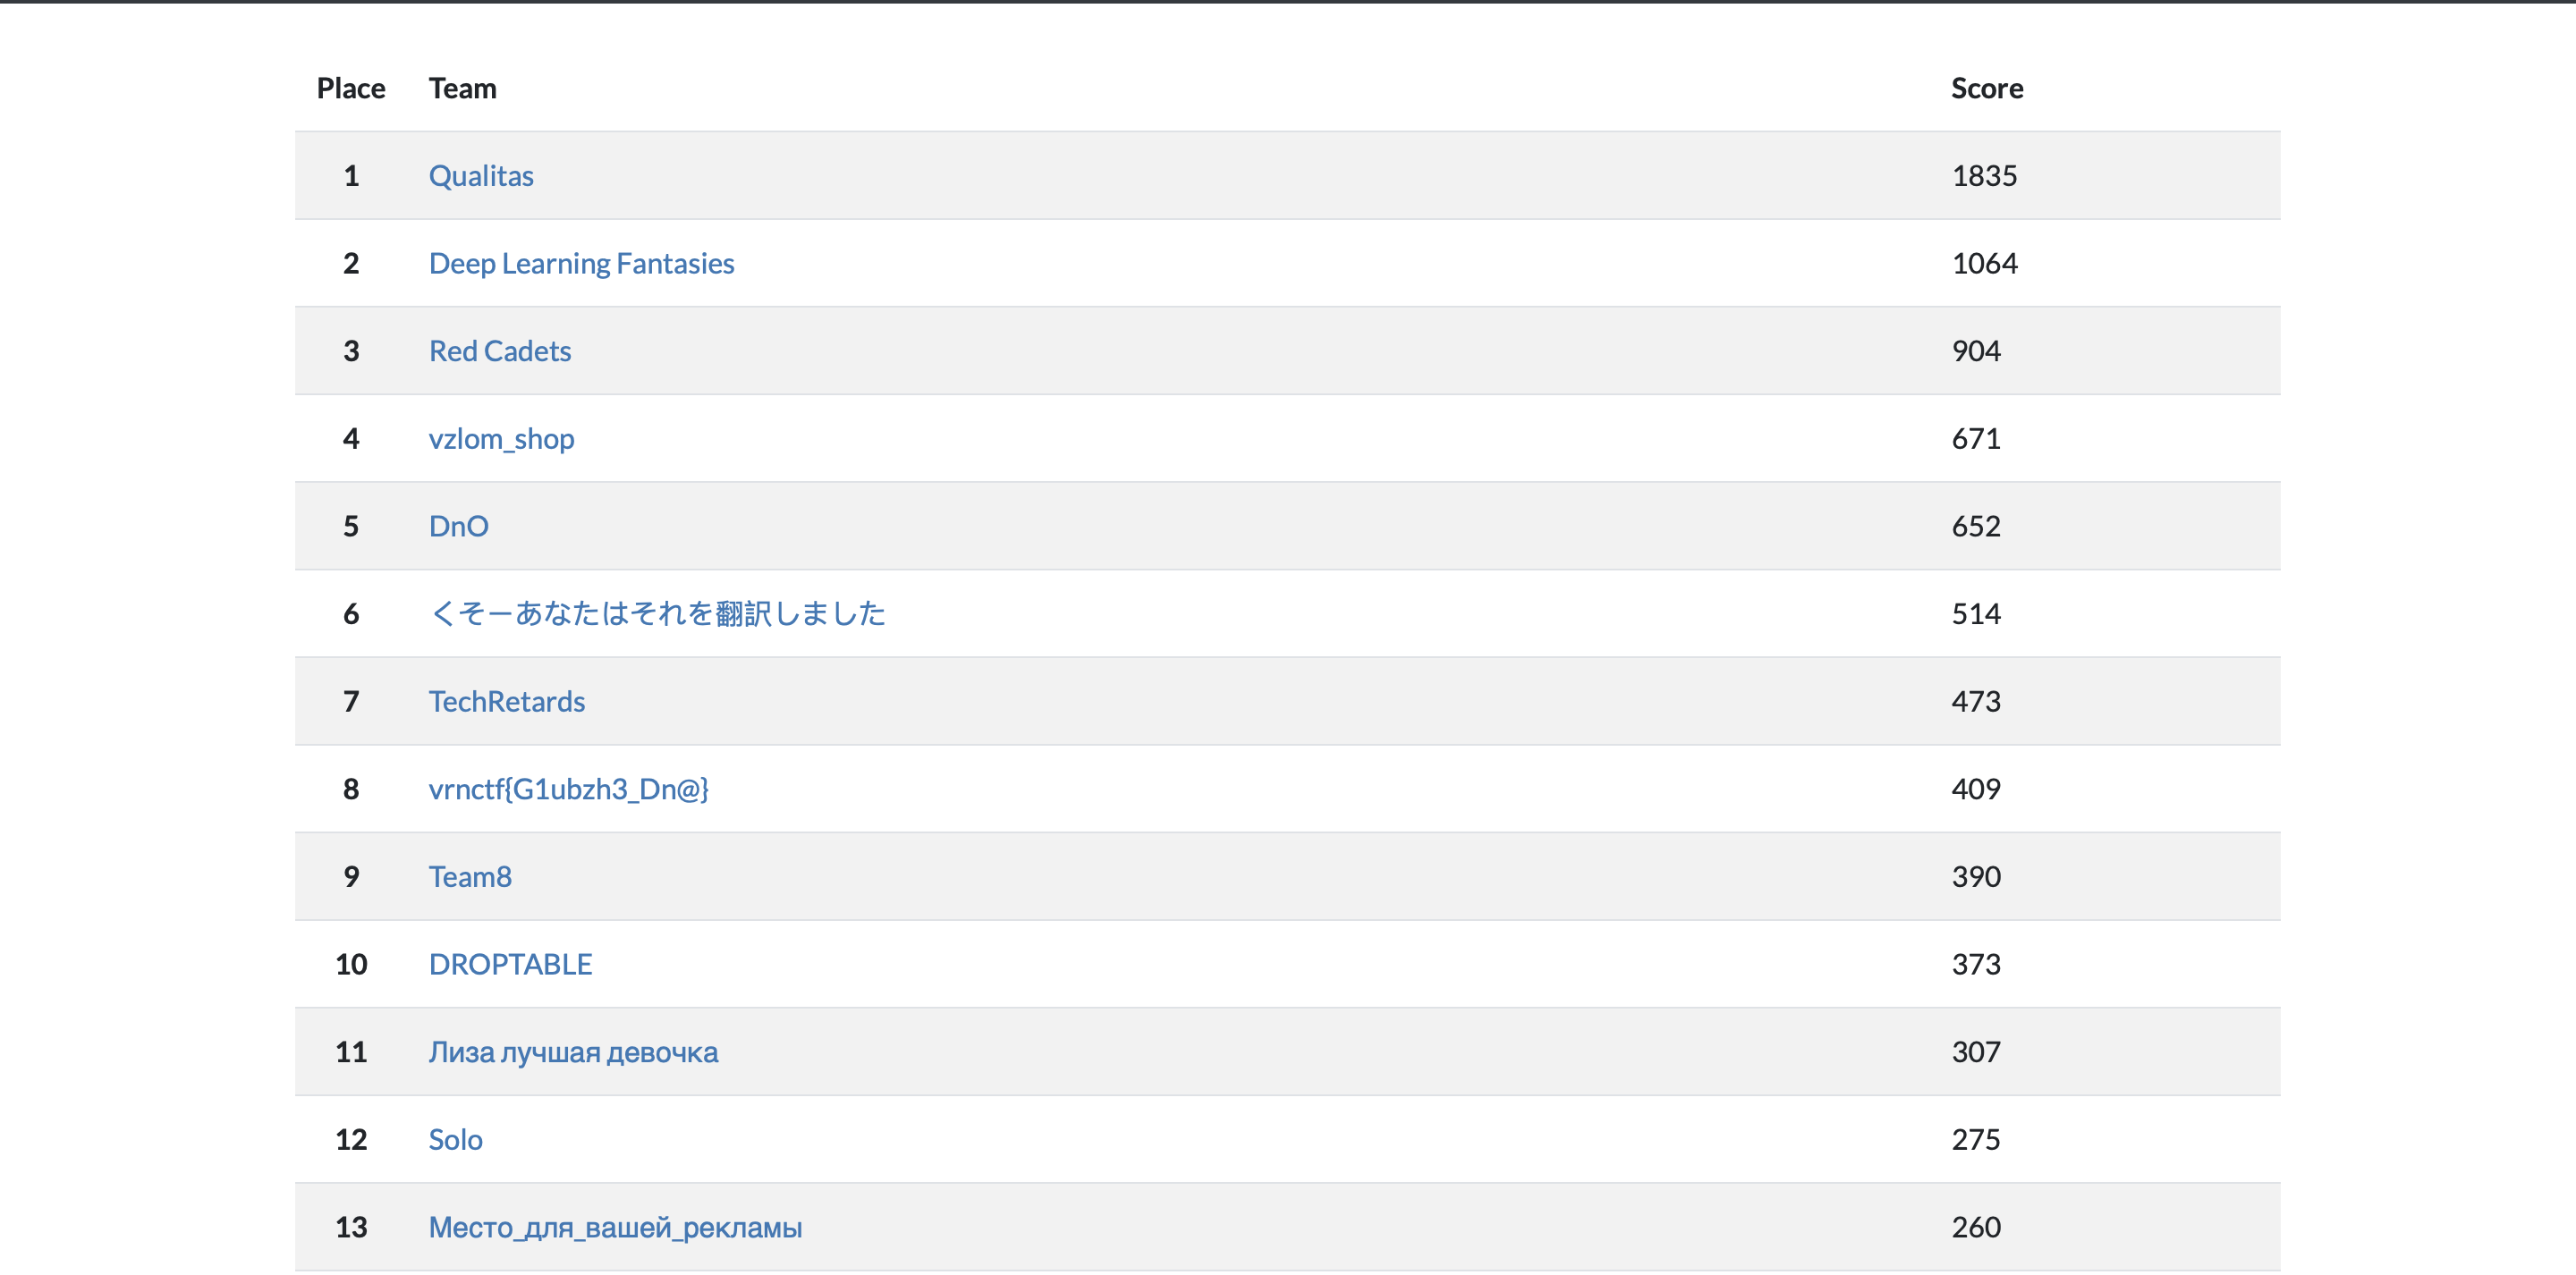 Place Team Score
1 Qualitas 1835
2 Deep Learning Fantasies 1064
3 Red Cadets 904
4 vzlom_shop 671
5 DnO 652
6 くそーあなたはそれを翻訳しました 514
7 TechRetards 473
8 vrnctf{G1ubzh3_Dn@} 409
9 Team8 390
10 DROPTABLE 373
11 Лиза лучшая девочка 307
12 Solo 275
13 Место_для_вашей_рекламы 260